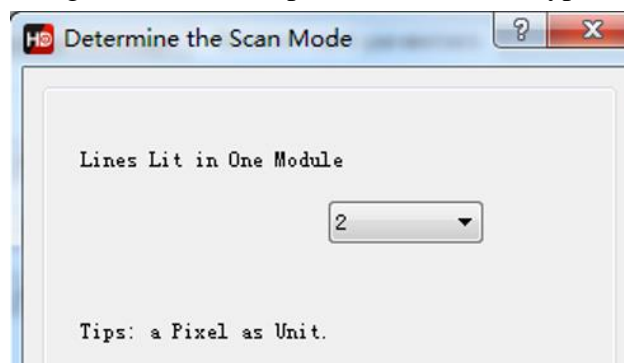 HD Determine the Scan Mode
Lines Lit in One Module
2
Tips: a Pixel as Unit.